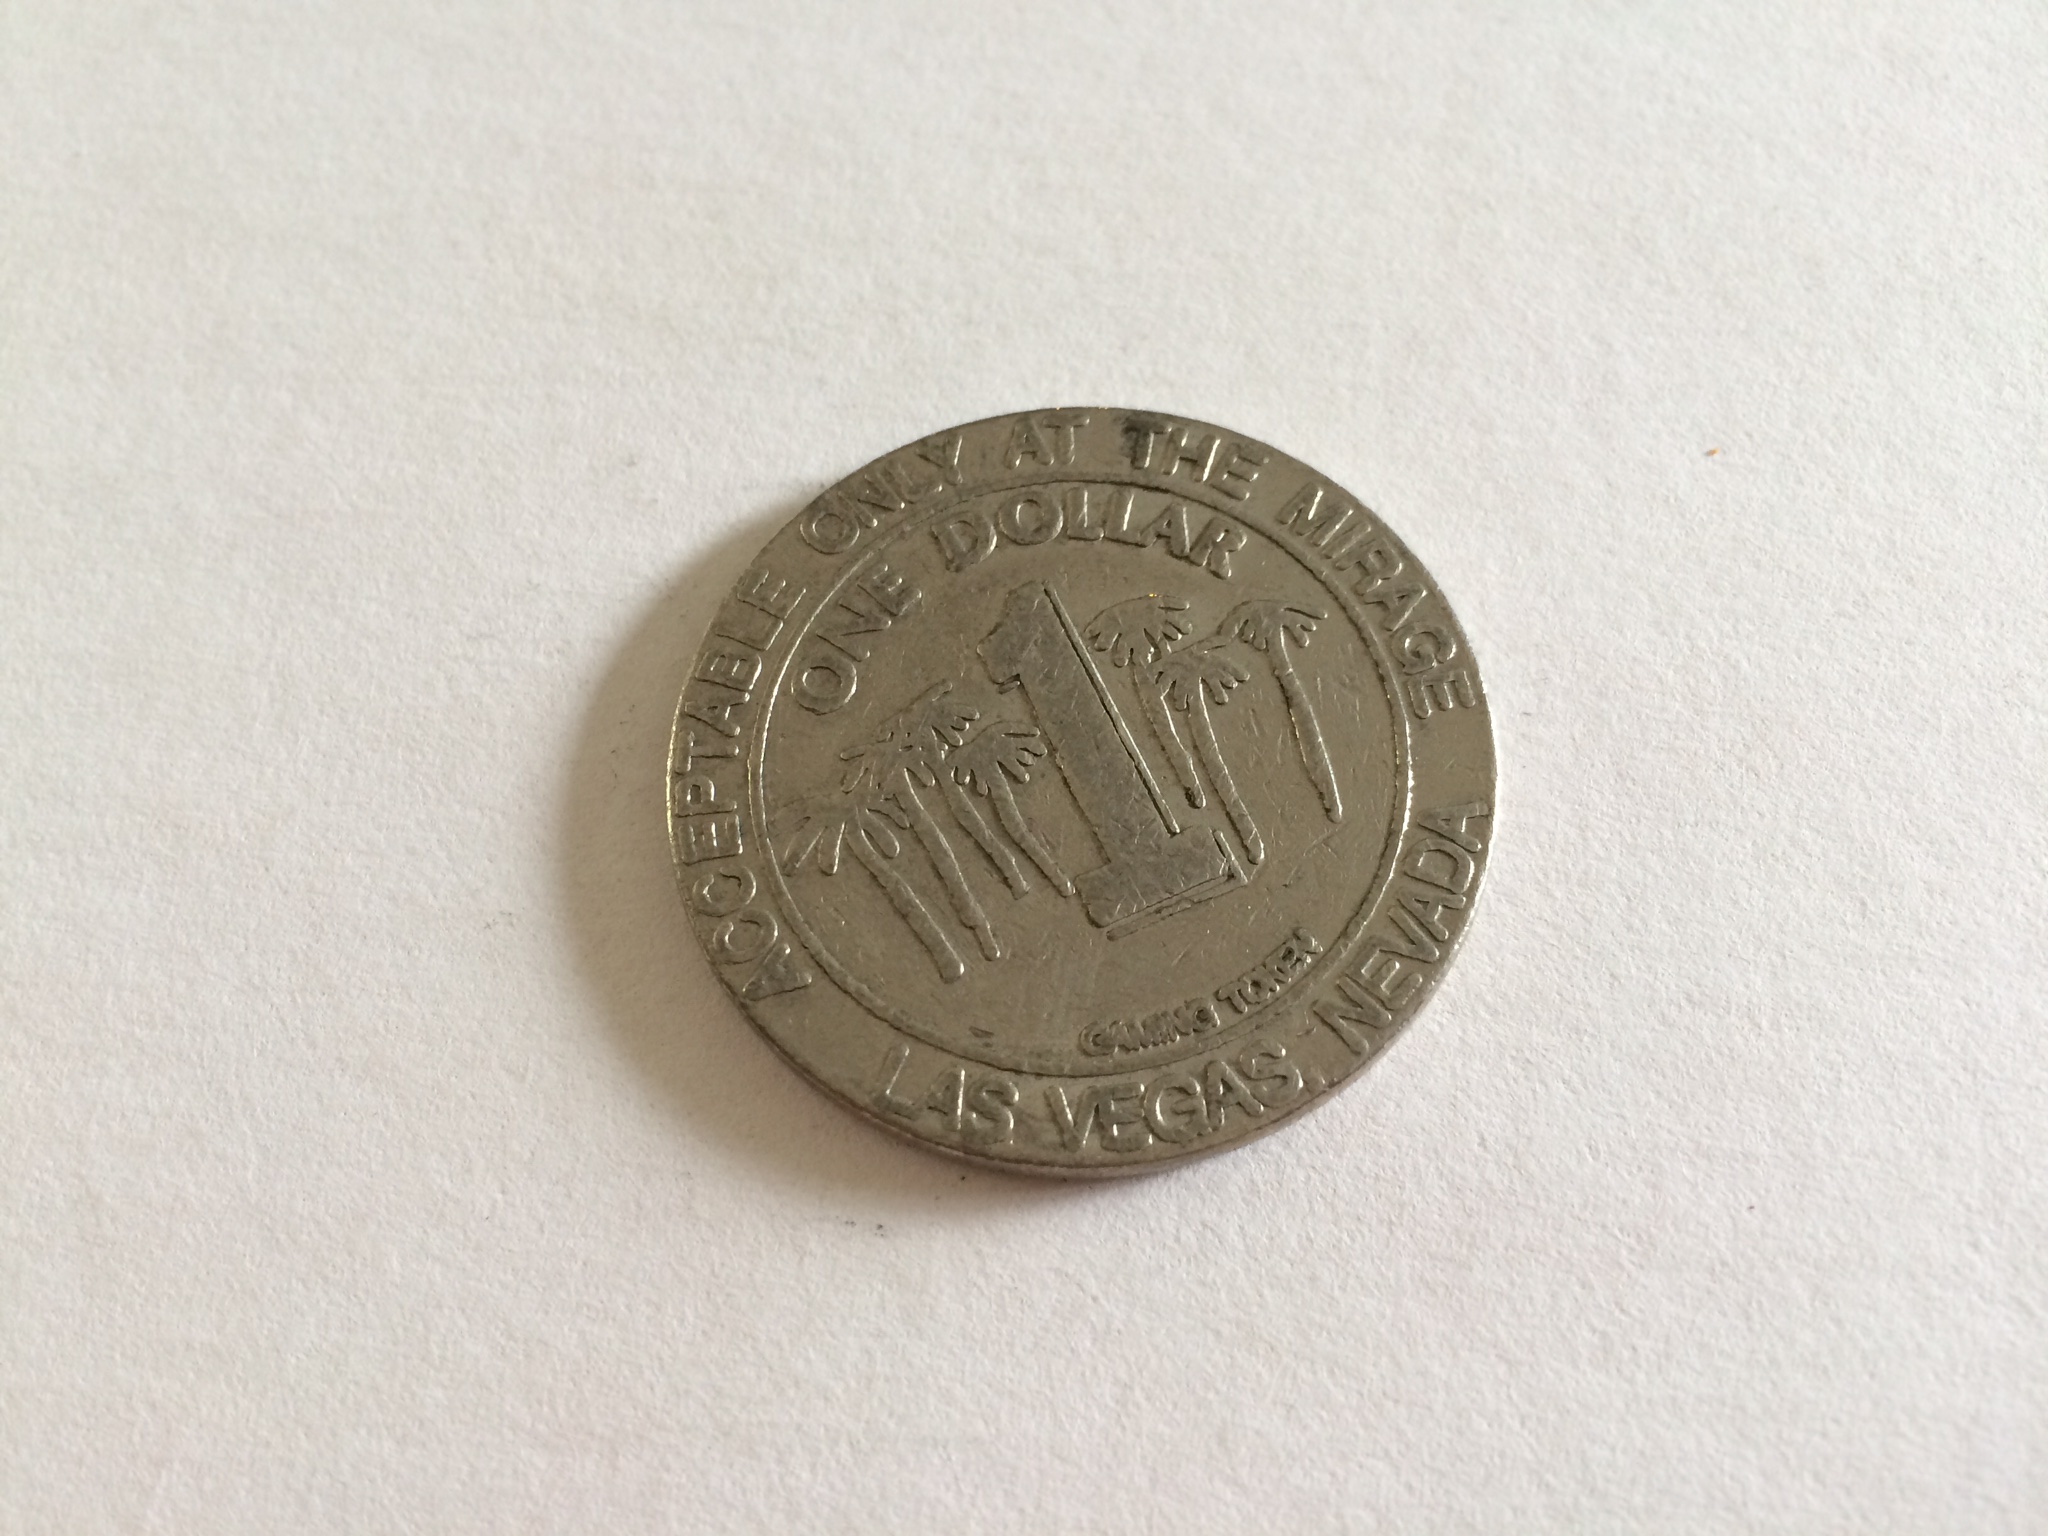 ACCEPTABLE ONLY AT THE MIRAGE
ONE DOLLAR
1
GAMING TOKEN
LAS VEGAS NEVADA